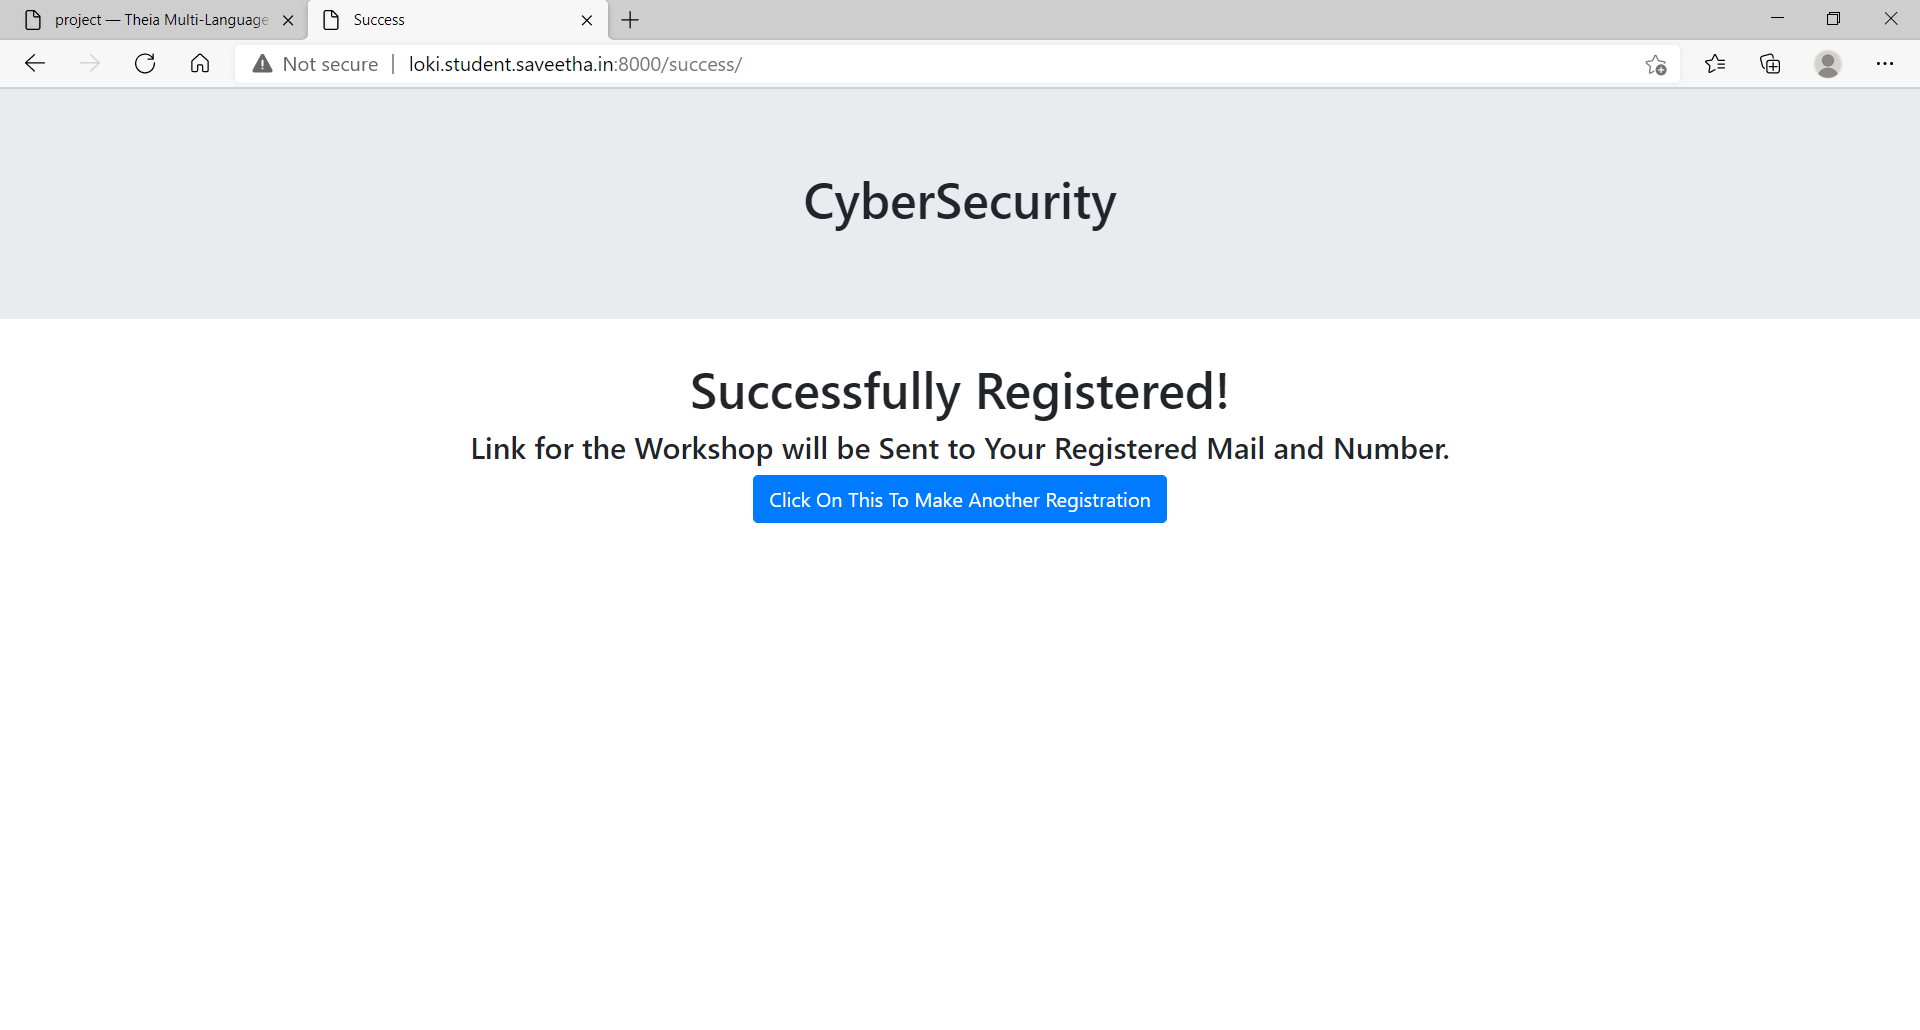 project — Theia Multi-Language
Success
Not secure
loki.student.saveetha.in:8000/success/
CyberSecurity
Successfully Registered!
Link for the Workshop will be Sent to Your Registered Mail and Number.
Click On This To Make Another Registration